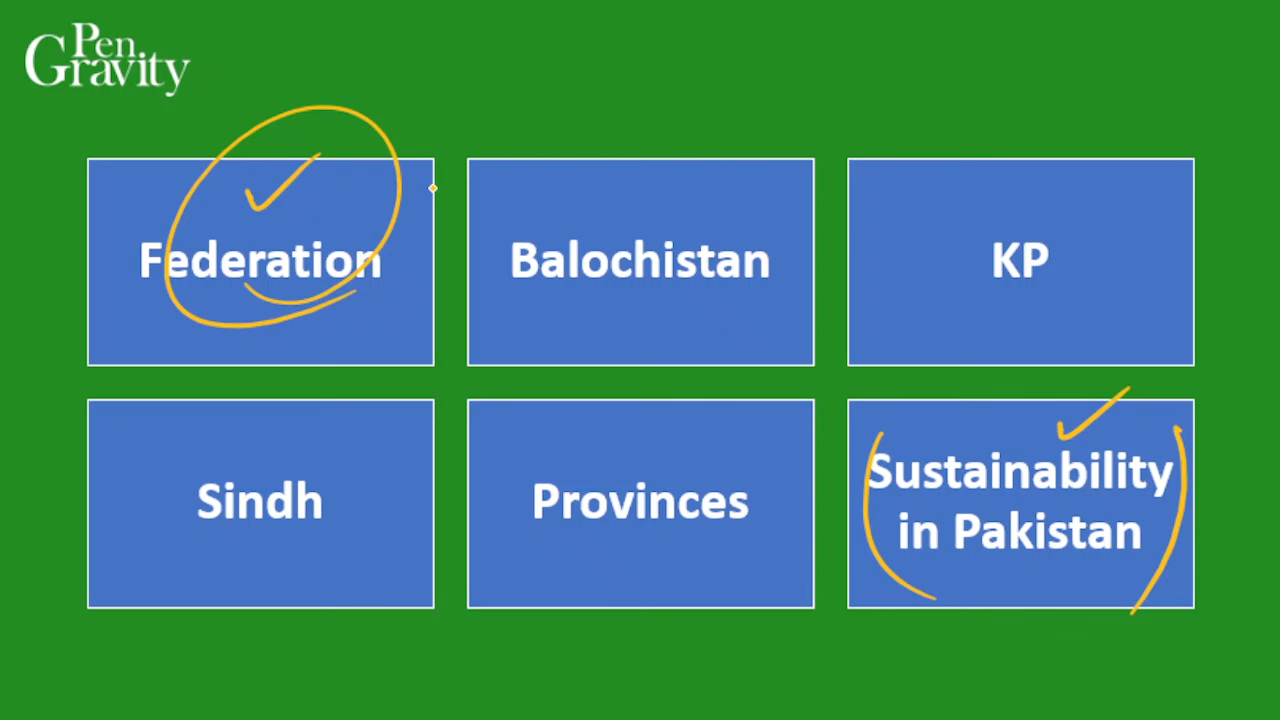 Pen
Gravity
Federation
Balochistan
KP
Sindh
Provinces
Sustainability
in Pakistan